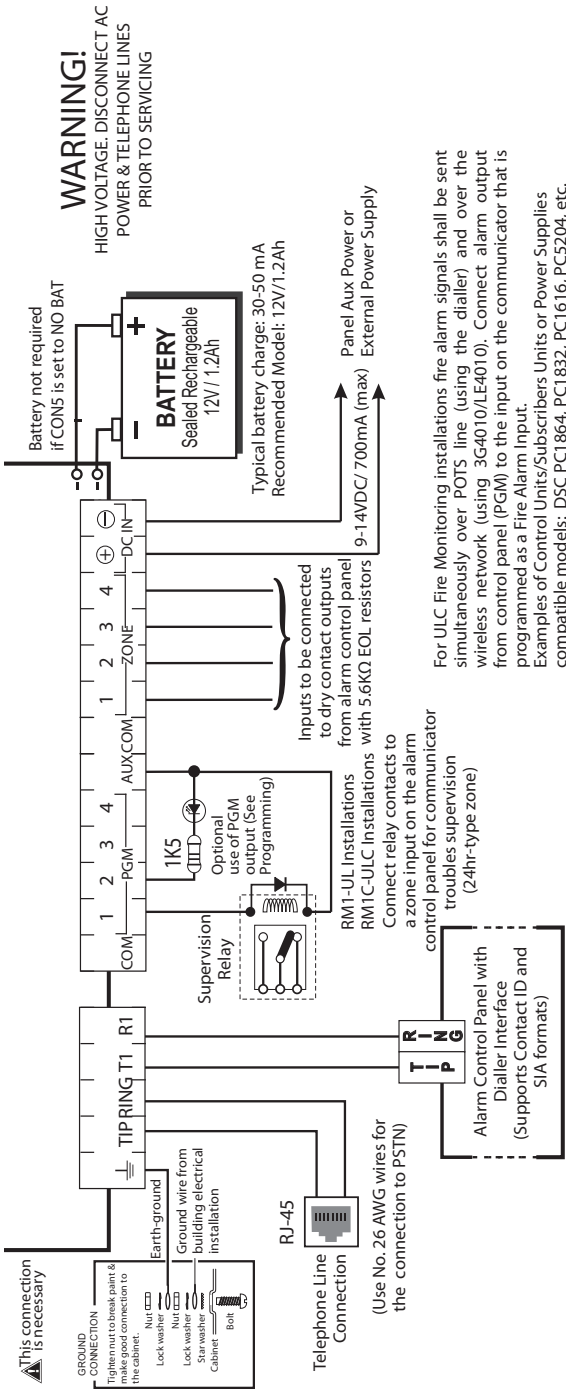 This connection
is necessary
GROUND
CONNECTION
Tighten nut to break paint &
make good connection to
the cabinet.
Nut
Lock washer
Nut
Lock washer
Star washer
Cabinet
Bolt
Earth-ground
Ground wire from
building electrical
installation
TIP RING T1 R1
RJ-45
Telephone Line
Connection
(Use No. 26 AWG wires for
the connection to PSTN)
TIP
RING
Alarm Control Panel with
Dialler Interface
(Supports Contact ID and
SIA formats)
COM 1 2 3 4 AUX COM 1 2 3 4 + -
PGM
ZONE
DC IN
Supervision
Relay
1K5
Optional
use of PGM
output (See
Programming)
RM1-UL Installations
RM1C-ULC Installations
Connect relay contacts to
a zone input on the alarm
control panel for communicator
troubles supervision
(24hr-type zone)
Inputs to be connected
to dry contact outputs
from alarm control panel
with 5.6KΩ EOL resistors
Battery not required
if CON5 is set to NO BAT
- +
BATTERY
Sealed Rechargeable
12V / 1.2Ah
Typical battery charge: 30-50 mA
Recommended Model: 12V/1.2Ah
9-14VDC/ 700mA (max)
Panel Aux Power or
External Power Supply
WARNING!
HIGH VOLTAGE. DISCONNECT AC
POWER & TELEPHONE LINES
PRIOR TO SERVICING
For ULC Fire Monitoring installations fire alarm signals shall be sent
simultaneously over POTS line (using the dialler) and over the
wireless network (using 3G4010/LE4010). Connect alarm output
from control panel (PGM) to the input on the communicator that is
programmed as a Fire Alarm Input.
Examples of Control Units/Subscribers Units or Power Supplies
compatible models: DSC PC1864, PC1832, PC1616, PC5204, etc.